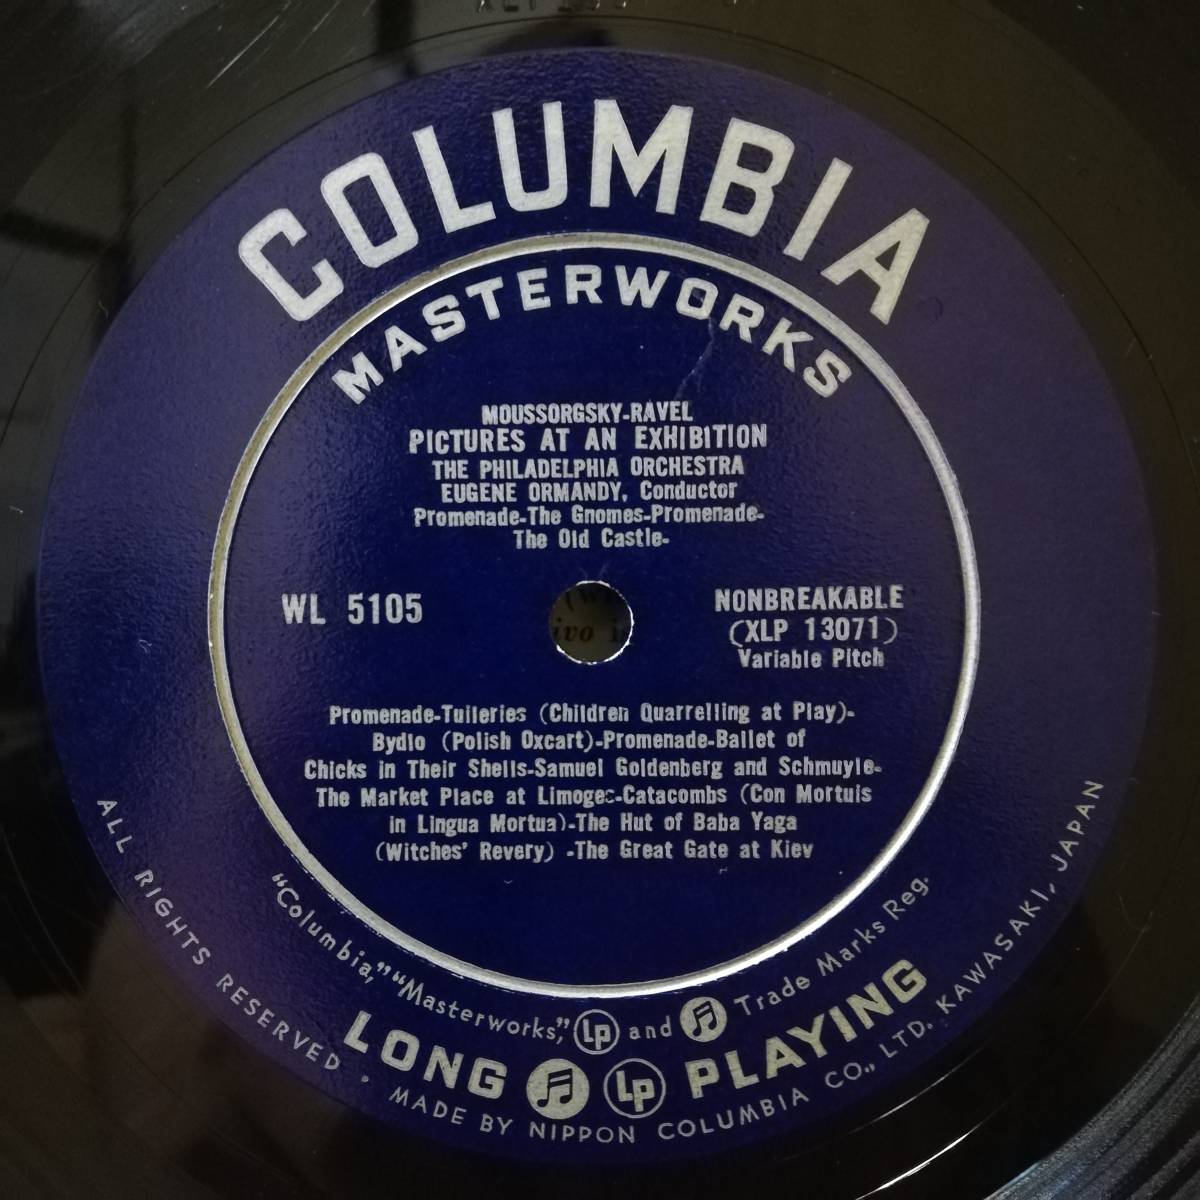 COLUMBIA
MASTERWORKS
MOUSSORGSKY-RAVEL
PICTURES AT AN EXHIBITION
THE PHILADELPHIA ORCHESTRA
EUGENE ORMANDY, Conductor
Promenade-The Gnomes-Promenade-
The Old Castle-
WL 5105
NONBREAKABLE
(XLP 13071)
Variable Pitch
Promenade-Tuileries (Children Quarrelling at Play)-
Bydlo (Polish Oxcart)-Promenade-Ballet of
Chicks in Their Shells-Samuel Goldenberg and Schmuyle-
The Market Place at Limoges-Catacombs (Con Mortuis
in Lingua Mortua)-The Hut of Baba Yaga
(Witches' Revery) -The Great Gate at Kiev
"Columbia," "Masterworks," Lp and Trade Marks Reg.
LONG Lp PLAYING
ALL RIGHTS RESERVED · MADE BY NIPPON COLUMBIA CO., LTD. KAWASAKI, JAPAN